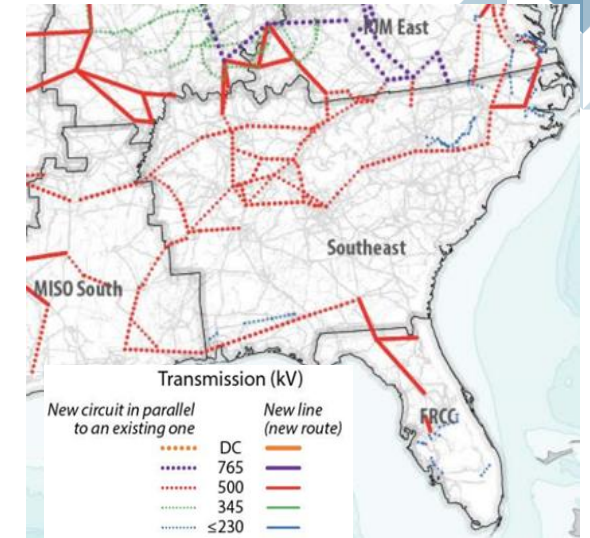 PJM East
Southeast
MISO South
FRCC
Transmission (kV)
New circuit in parallel to an existing one
New line (new route)
DC
765
500
345
≤230